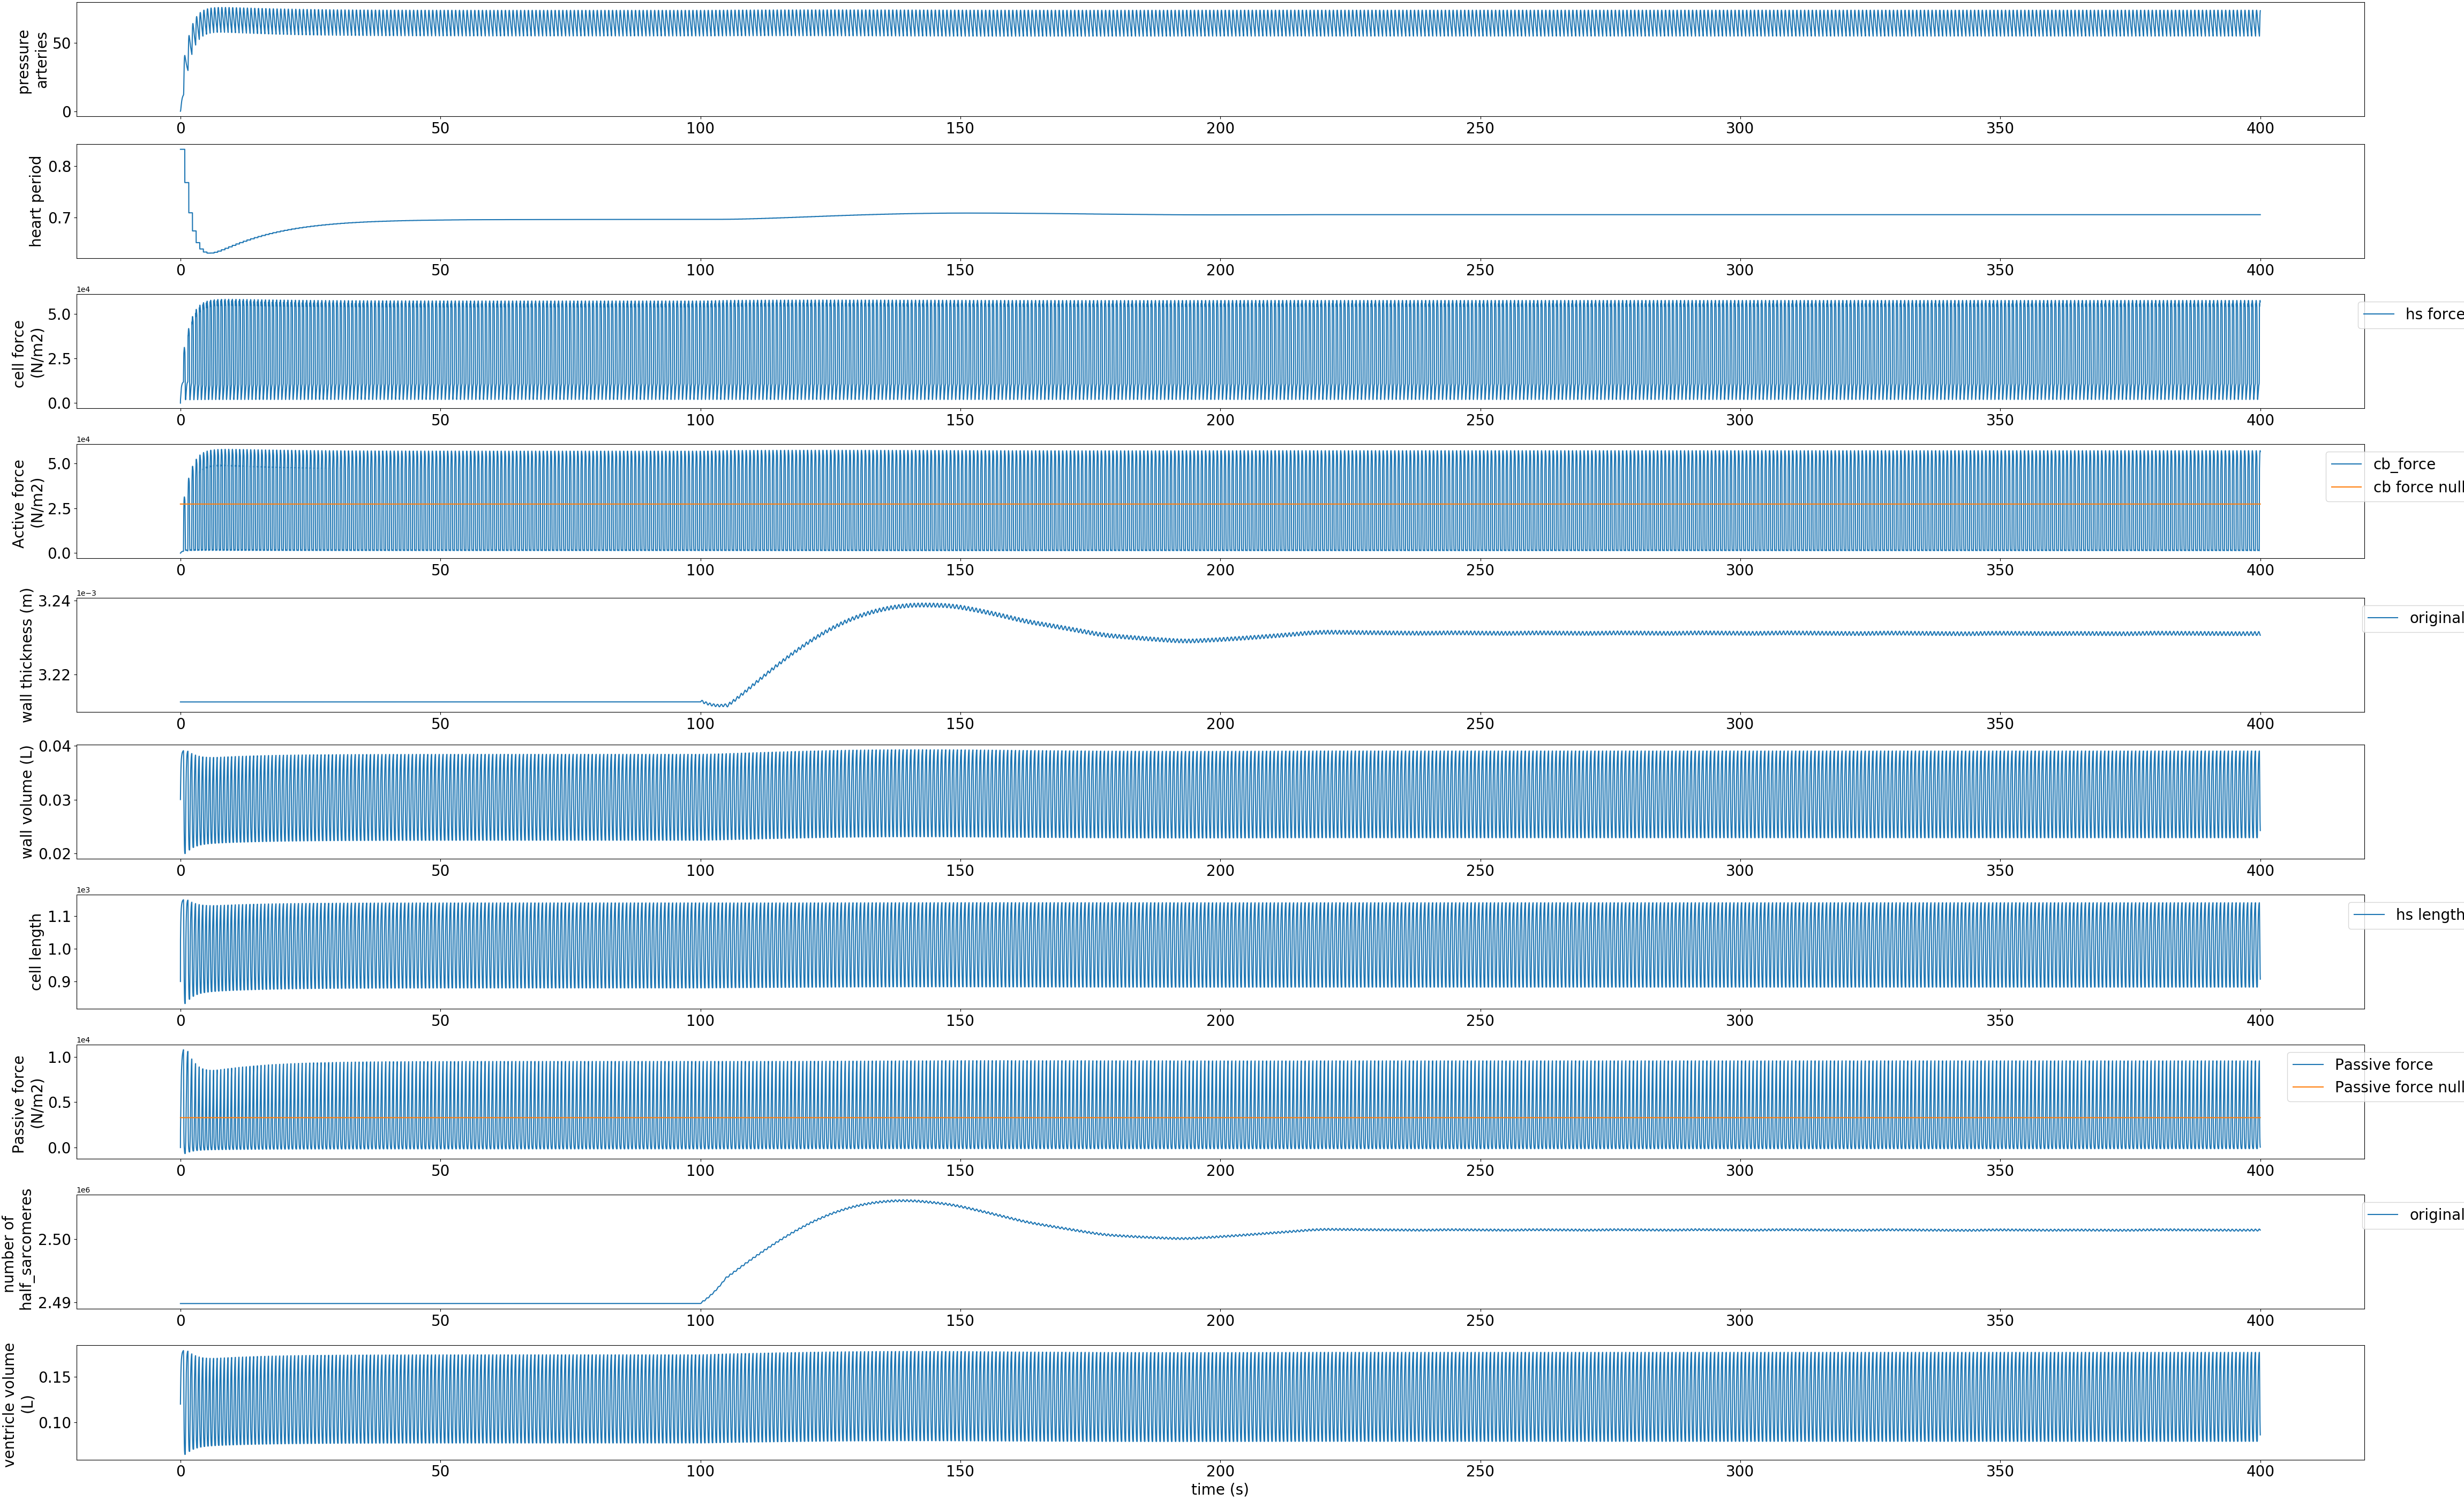 pressure
arteries
50
0
0 50 100 150 200 250 300 350 400
heart period
0.8
0.7
0 50 100 150 200 250 300 350 400
1e4
cell force
(N/m2)
5.0
2.5
0.0
hs force
0 50 100 150 200 250 300 350 400
1e4
Active force
(N/m2)
5.0
2.5
0.0
cb_force
cb force null
0 50 100 150 200 250 300 350 400
1e−3
wall thickness (m)
3.24
3.22
original
0 50 100 150 200 250 300 350 400
wall volume (L)
0.04
0.03
0.02
0 50 100 150 200 250 300 350 400
1e3
cell length
1.1
1.0
0.9
hs length
0 50 100 150 200 250 300 350 400
1e4
Passive force
(N/m2)
1.0
0.5
0.0
Passive force
Passive force null
0 50 100 150 200 250 300 350 400
1e6
number of
half_sarcomeres
2.50
2.49
original
0 50 100 150 200 250 300 350 400
ventricle volume
(L)
0.15
0.10
0 50 100 150 200 250 300 350 400
time (s)